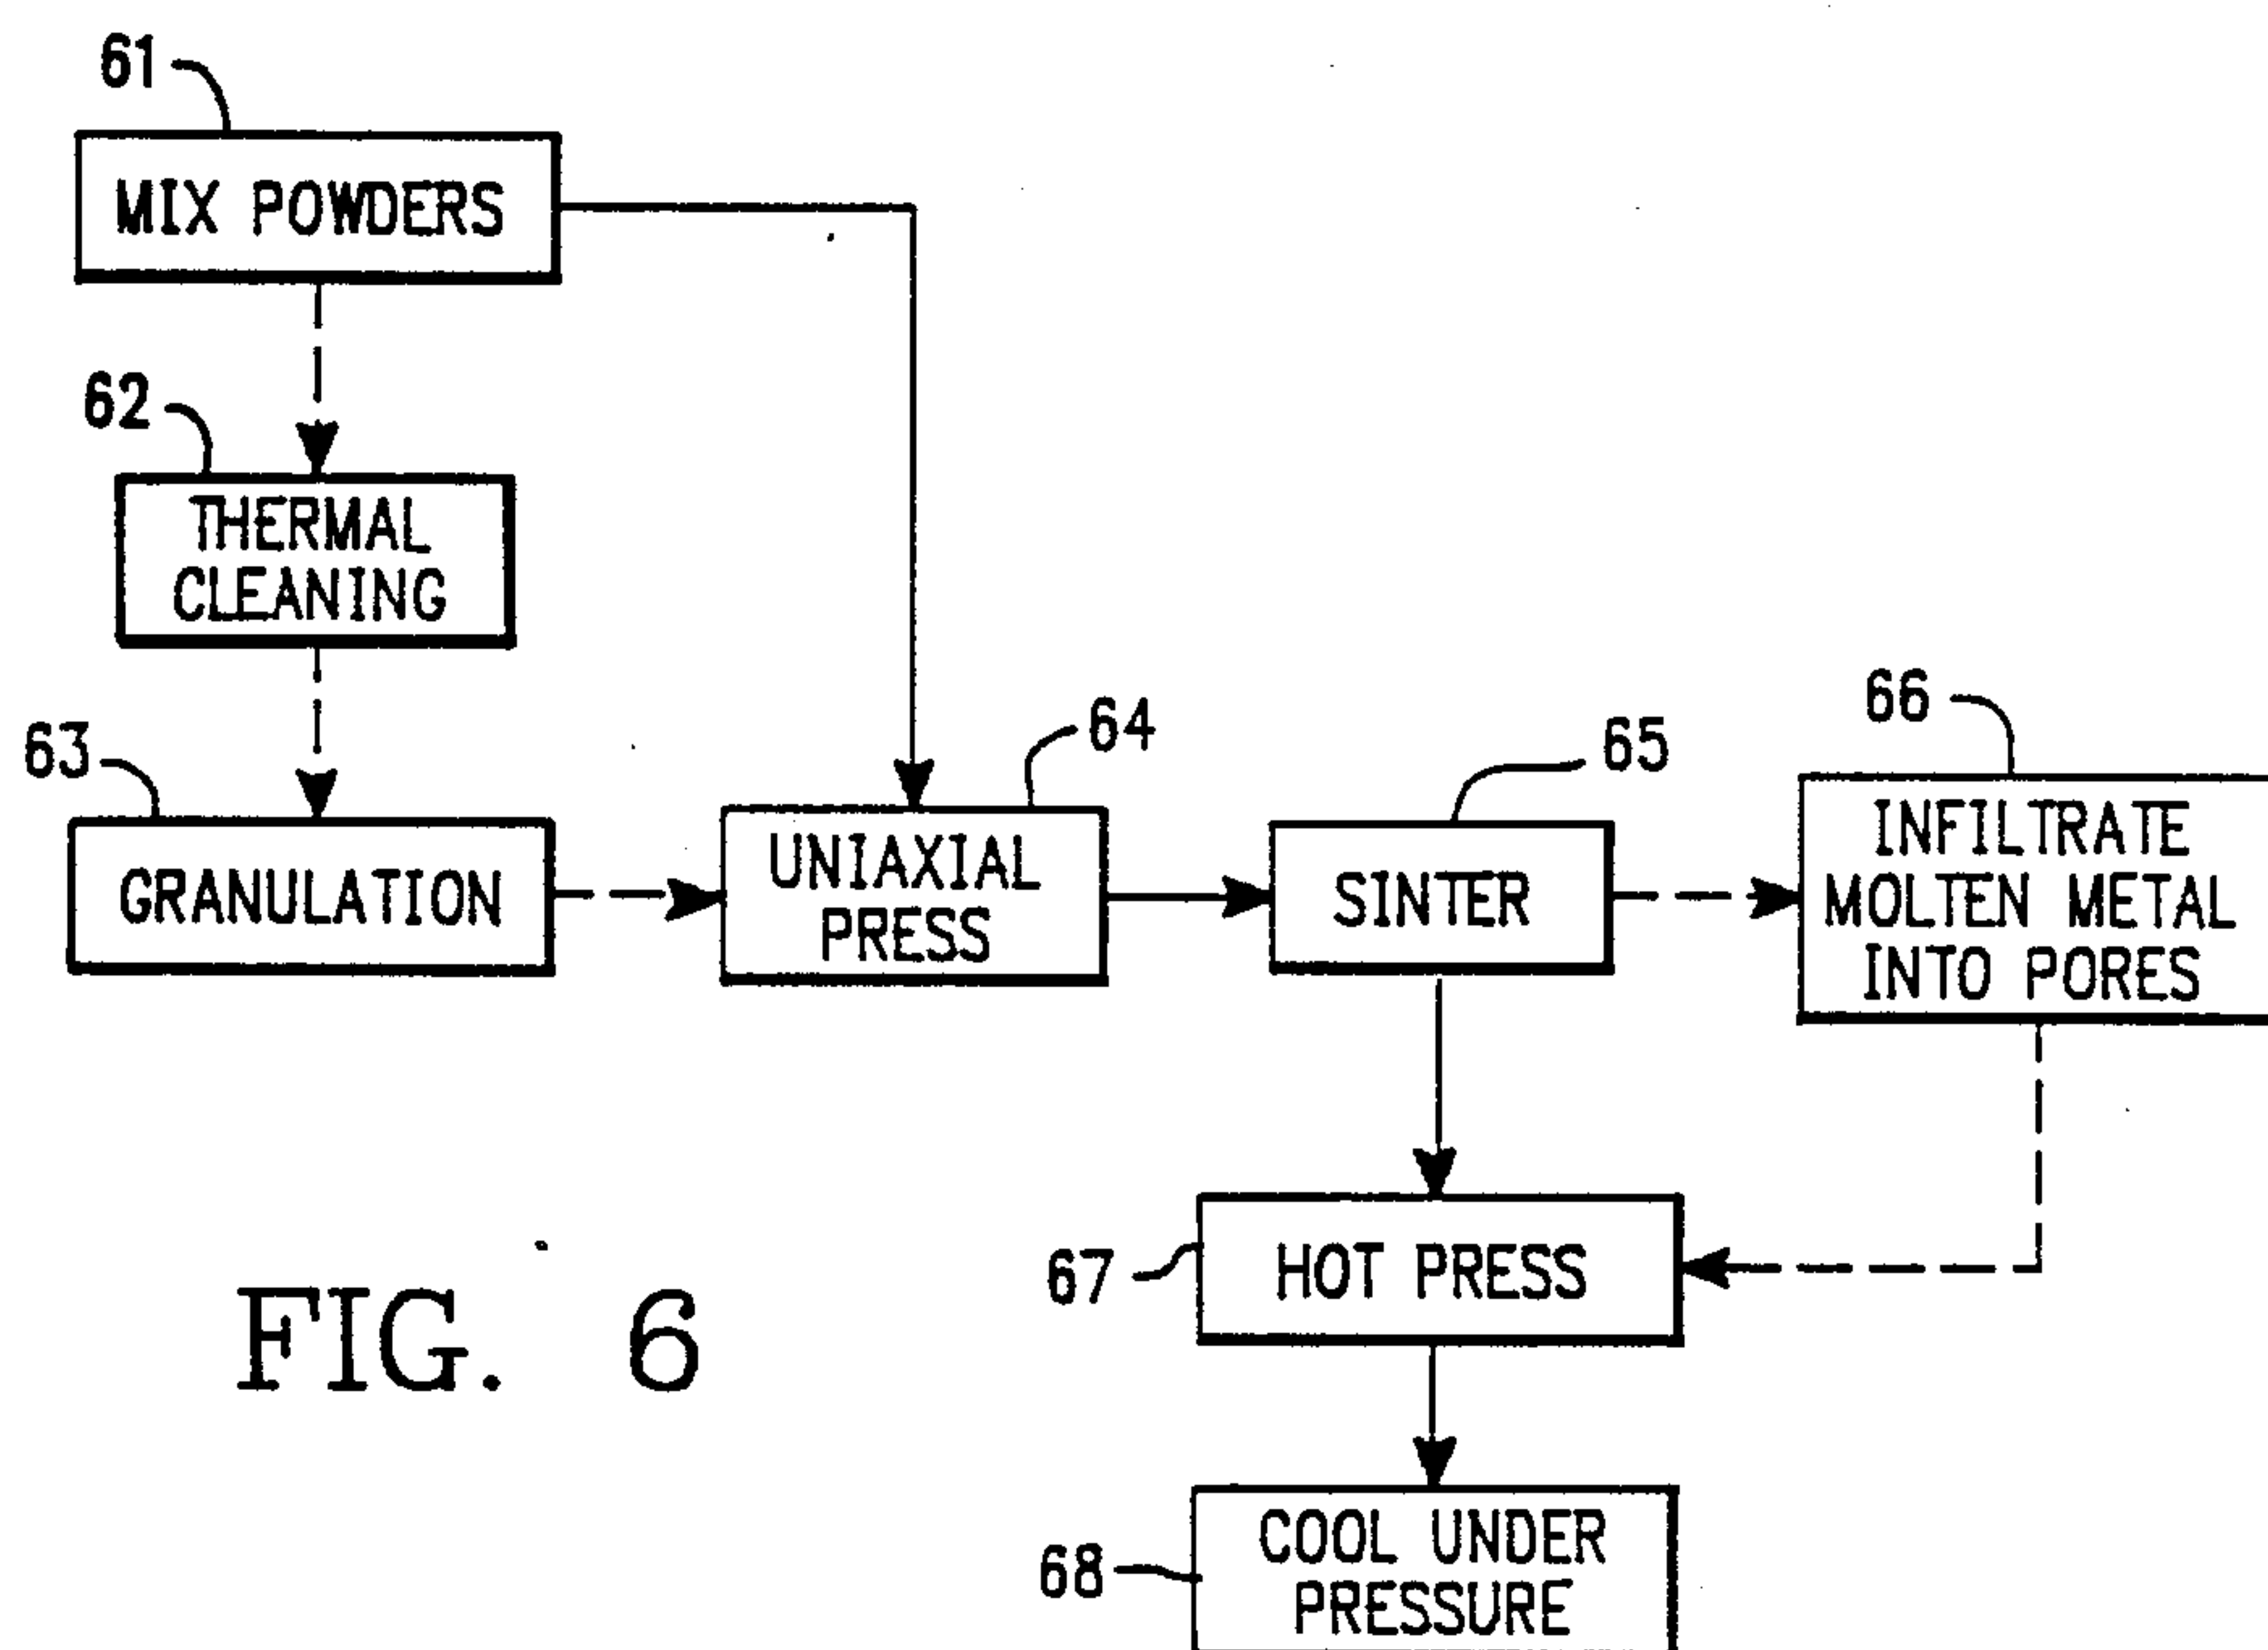 61
MIX POWDERS
62
THERMAL
CLEANING
63
GRANULATION
64
UNIAXIAL
PRESS
65
SINTER
66
INFILTRATE
MOLTEN METAL
INTO PORES
67
HOT PRESS
68
COOL UNDER
PRESSURE
FIG. 6